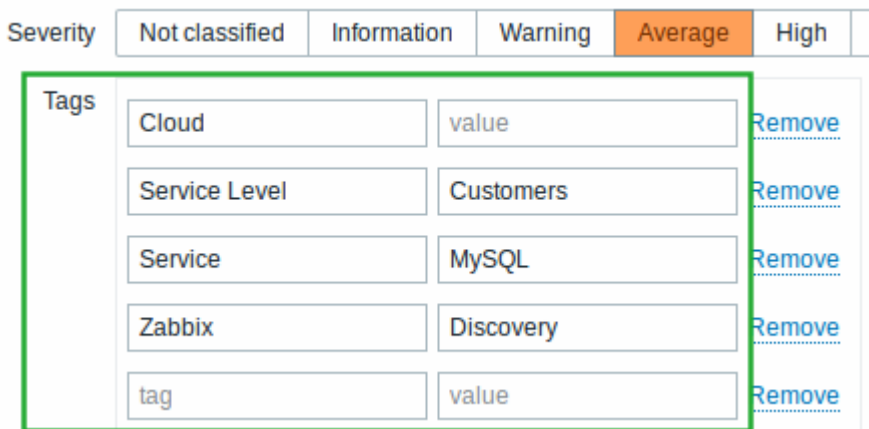 Severity Not classified Information Warning Average High
Tags
Cloud value Remove
Service Level Customers Remove
Service MySQL Remove
Zabbix Discovery Remove
tag value Remove